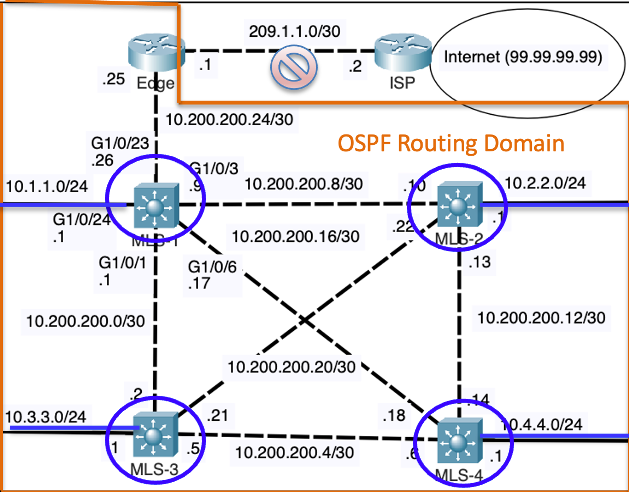 209.1.1.0/30
Internet (99.99.99.99)
.1
.2
Edge
ISP
.25
10.200.200.24/30
OSPF Routing Domain
G1/0/23
.26
G1/0/3
10.1.1.0/24
.9
10.200.200.8/30
.10
10.2.2.0/24
G1/0/24
.1
MLS-1
10.200.200.16/30
.22
MLS-2
.1
G1/0/1
.1
G1/0/6
.17
.13
10.200.200.0/30
10.200.200.12/30
10.200.200.20/30
.2
.14
10.3.3.0/24
.21
.18
10.4.4.0/24
1
.5
10.200.200.4/30
.6
.1
MLS-3
MLS-4